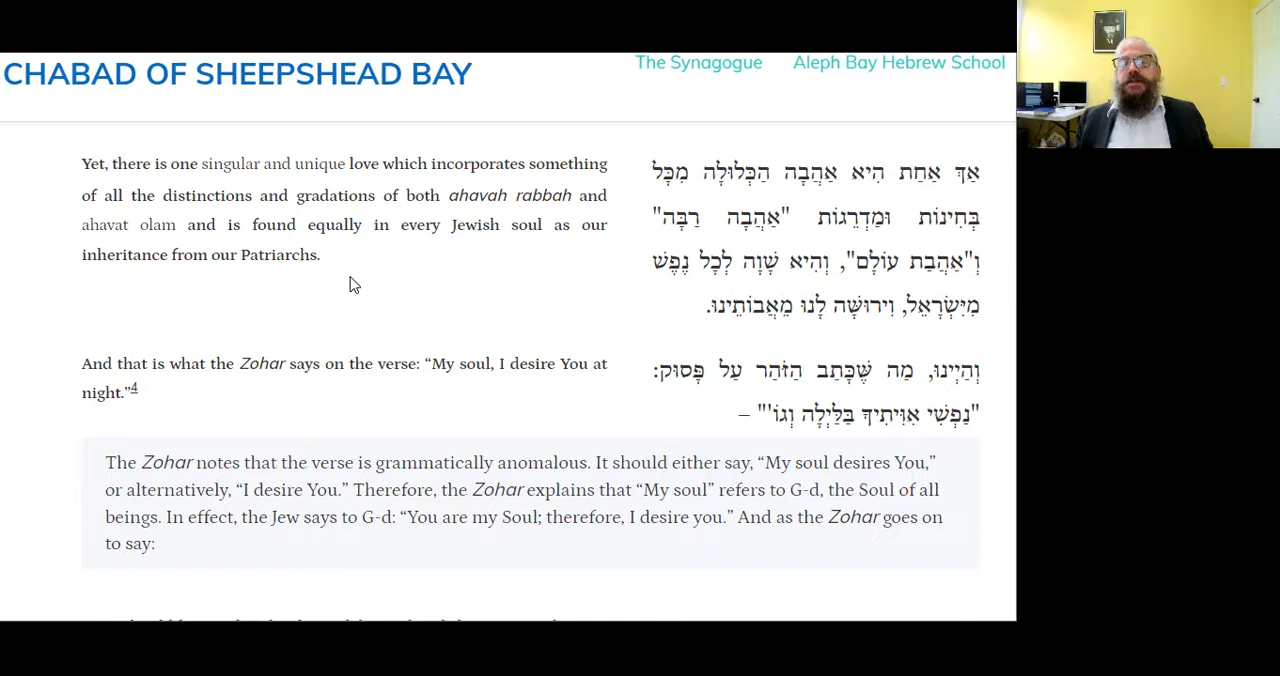 CHABAD OF SHEEPSHEAD BAY
The Synagogue
Aleph Bay Hebrew School
Yet, there is one singular and unique love which incorporates something
of all the distinctions and gradations of both ahavah rabbah and
ahavat olam and is found equally in every Jewish soul as our
inheritance from our Patriarchs.
אַךְ אַחַת הִיא אַהֲבָה הַכְּלוּלָה מִכָּל
בְּחִינוֹת וּמַדְרֵגוֹת "אַהֲבָה רַבָּה"
וְ"אַהֲבַת עוֹלָם", וְהִיא שָׁוָה לְכָל נֶפֶשׁ
מִיִּשְׂרָאֵל, וִירוּשָּׁה לָנוּ מֵאֲבוֹתֵינוּ.
And that is what the Zohar says on the verse: “My soul, I desire You at
night.”4
וְהַיְינוּ, מַה שֶּׁכָּתַב הַזֹּהַר עַל פָּסוּק:
"נַפְשִׁי אִוִּיתִיךָ בַּלַּיְלָה וְגוֹ'" –
The Zohar notes that the verse is grammatically anomalous. It should either say, “My soul desires You,”
or alternatively, “I desire You.” Therefore, the Zohar explains that “My soul” refers to G-d, the Soul of all
beings. In effect, the Jew says to G-d: “You are my Soul; therefore, I desire you.” And as the Zohar goes on
to say: